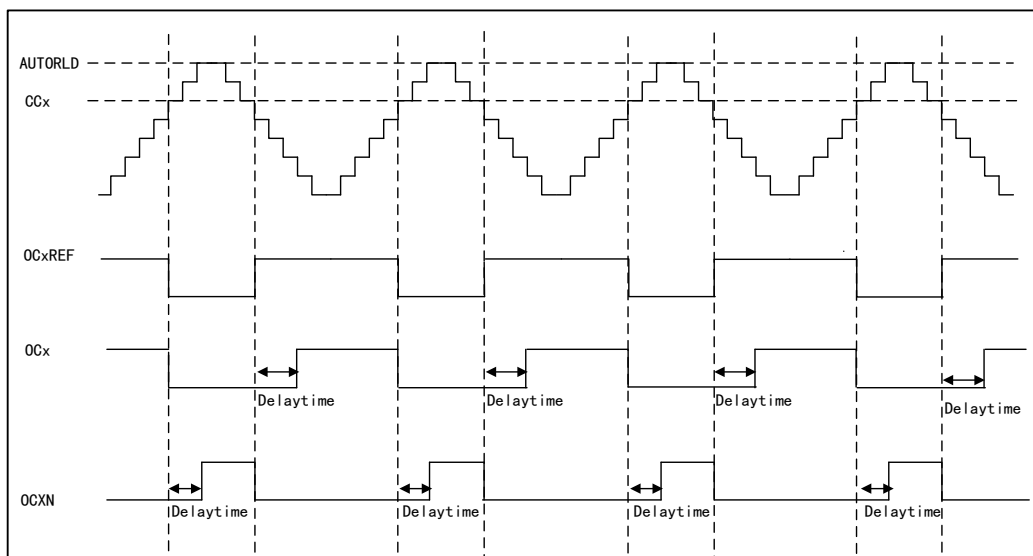 AUTORLD
CCx
OCxREF
OCx
Delaytime
Delaytime
Delaytime
Delaytime
OCXN
Delaytime
Delaytime
Delaytime
Delaytime